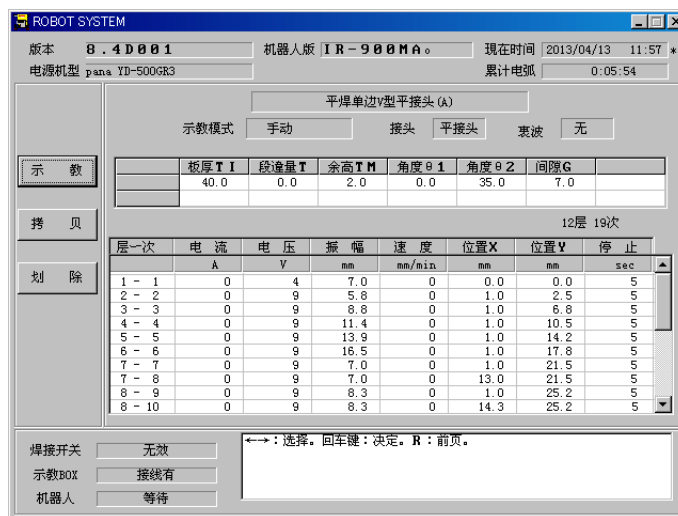 ROBOT SYSTEM
版本 8.4D001 机器人版 IR-900MA。 現在时间 2013/04/13 11:57 *
电源机型 pana YD-500GR3 累计电弧 0:05:54
平焊单边V型平接头(A)
示教模式 手动 接头 平接头 裏波 无
示 教
拷 贝
划 除
板厚TI 段違量T 余高TM 角度θ1 角度θ2 间隙G
40.0 0.0 2.0 0.0 35.0 7.0
12层 19次
层一次 电 流 电 压 振 幅 速 度 位置X 位置Y 停 止
A V mm mm/min mm mm sec
1 - 1 0 4 7.0 0 0.0 0.0 5
2 - 2 0 9 5.8 0 1.0 2.5 5
3 - 3 0 9 8.8 0 1.0 6.8 5
4 - 4 0 9 11.4 0 1.0 10.5 5
5 - 5 0 9 13.9 0 1.0 14.2 5
6 - 6 0 9 16.5 0 1.0 17.8 5
7 - 7 0 9 7.0 0 1.0 21.5 5
7 - 8 0 9 7.0 0 13.0 21.5 5
8 - 9 0 9 8.3 0 1.0 25.2 5
8 - 10 0 9 8.3 0 14.3 25.2 5
焊接开关 无效
示教BOX 接线有
机器人 等待
←→:选择。回车键:决定。R:前页。